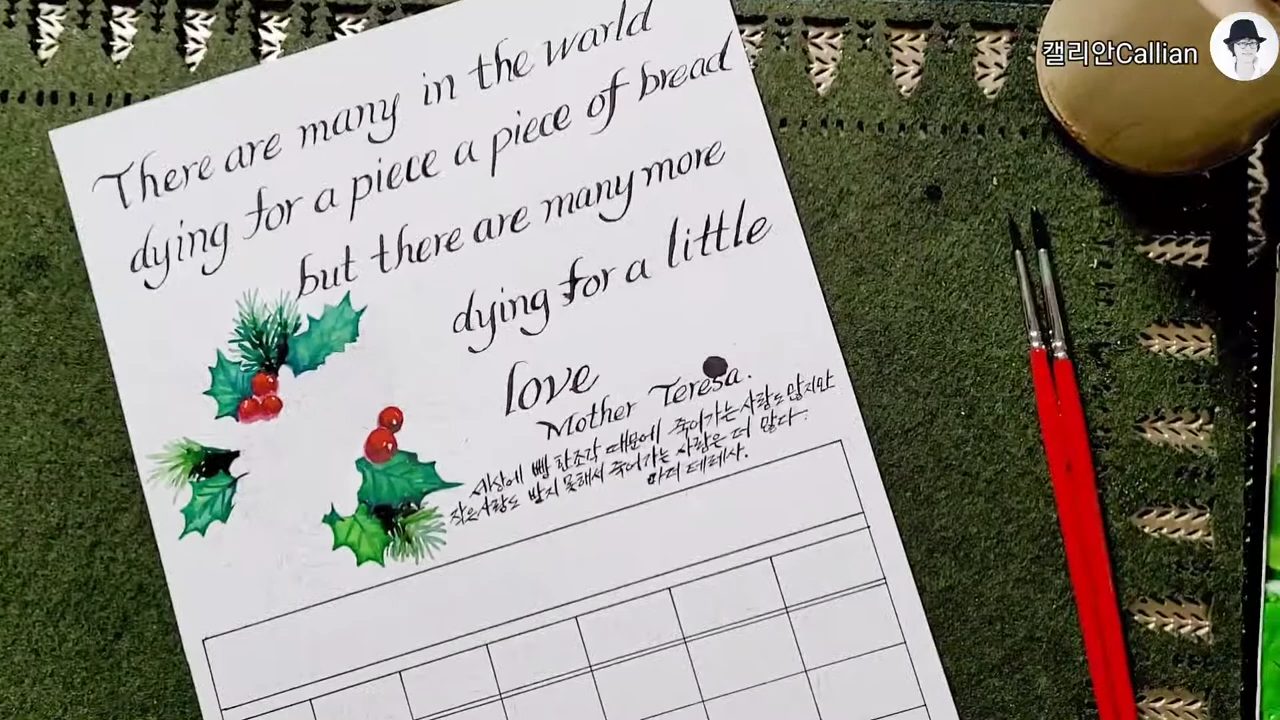 There are many in the world
dying for a piece a piece of bread
but there are many more
dying for a little
love
Mother Teresa.
세상에 빵 한조각 때문에 죽어가는 사람도 많지만
작은사랑도 받지 못해서 죽어가는 사람은 더 많다.
마더 테레사.
캘리안Callian